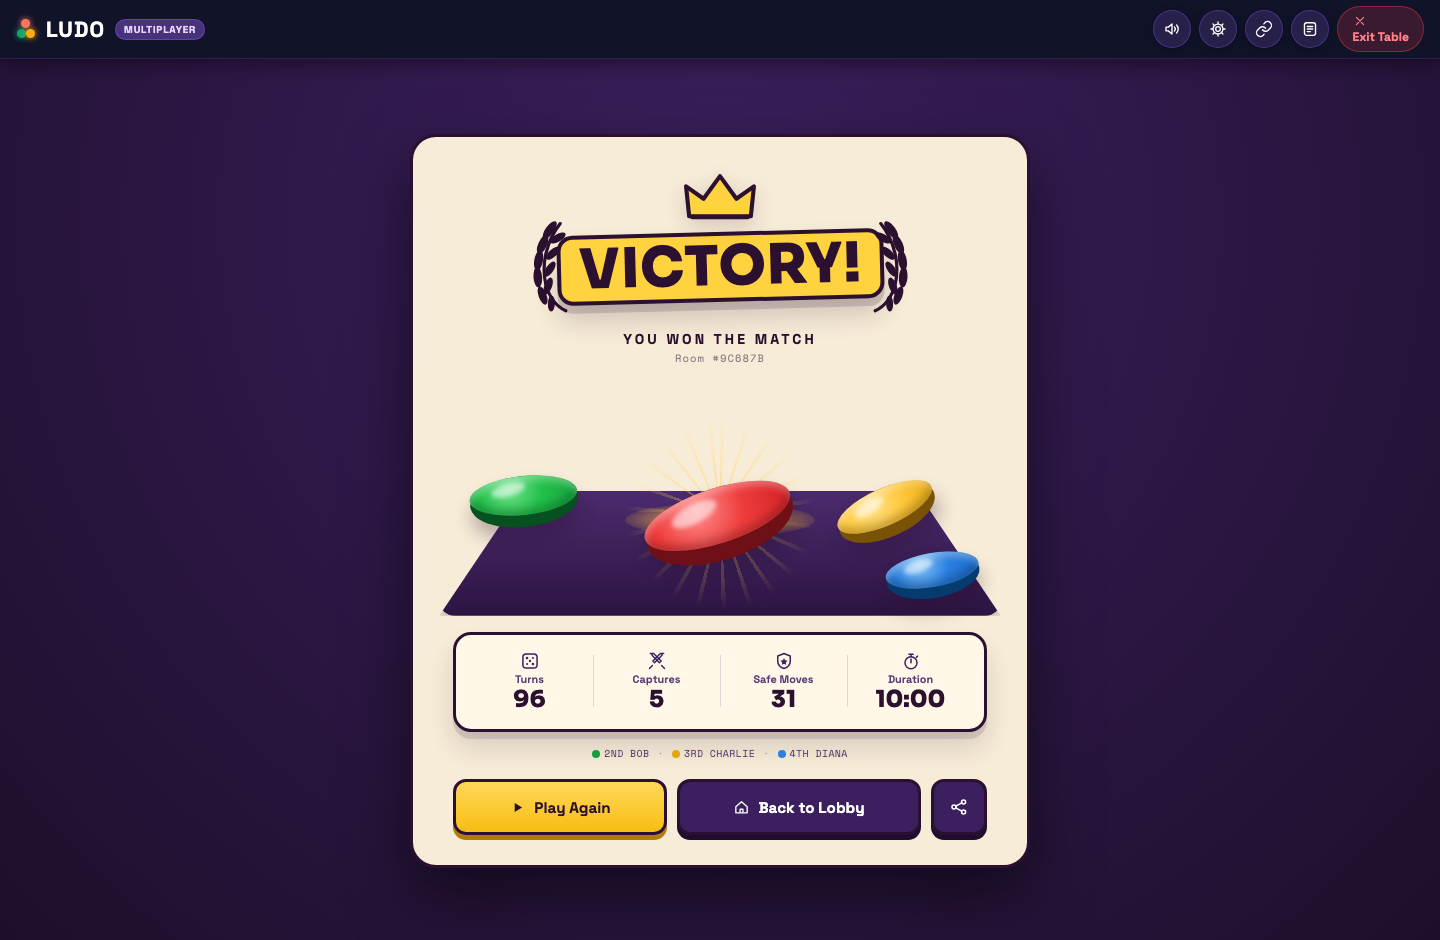 LUDO MULTIPLAYER
Exit Table
VICTORY!
YOU WON THE MATCH
Room #9C687B
Turns Captures Safe Moves Duration
96 5 31 10:00
2ND BOB · 3RD CHARLIE · 4TH DIANA
Play Again Back to Lobby